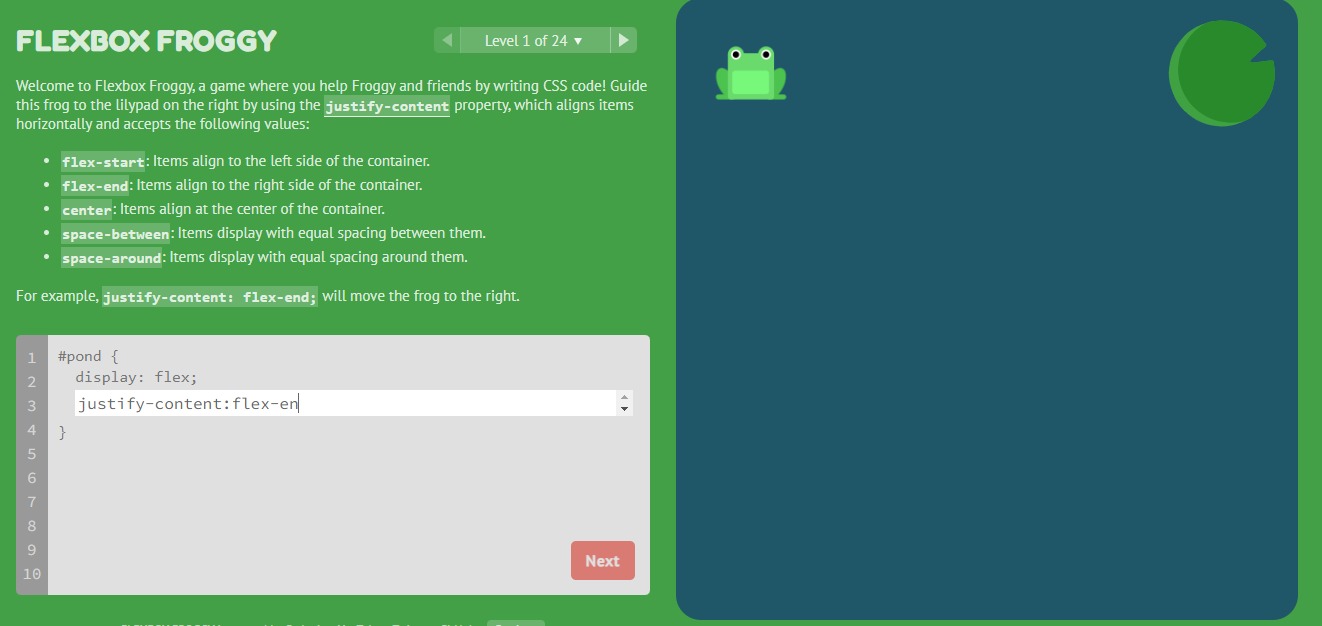 FLEXBOX FROGGY
Level 1 of 24 ▼
Welcome to Flexbox Froggy, a game where you help Froggy and friends by writing CSS code! Guide
this frog to the lilypad on the right by using the justify-content property, which aligns items
horizontally and accepts the following values:
• flex-start: Items align to the left side of the container.
• flex-end: Items align to the right side of the container.
• center: Items align at the center of the container.
• space-between: Items display with equal spacing between them.
• space-around: Items display with equal spacing around them.
For example, justify-content: flex-end; will move the frog to the right.
1 #pond {
2 display: flex;
3 justify-content:flex-en
4 }
5
6
7
8
9
10
Next